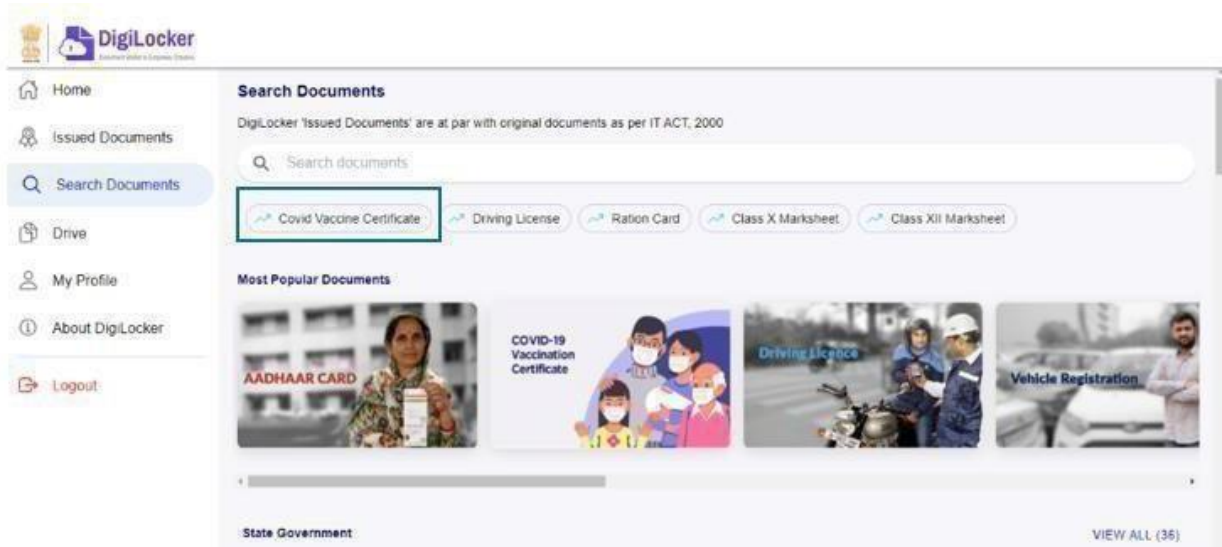 DigiLocker
Home
Issued Documents
Search Documents
Drive
My Profile
About DigiLocker
Logout
Search Documents
DigiLocker 'Issued Documents' are at par with original documents as per IT ACT, 2000
Search documents
Covid Vaccine Certificate
Driving License
Ration Card
Class X Marksheet
Class XII Marksheet
Most Popular Documents
AADHAAR CARD
COVID-19
Vaccination
Certificate
Driving Licence
Vehicle Registration
State Government
VIEW ALL (36)